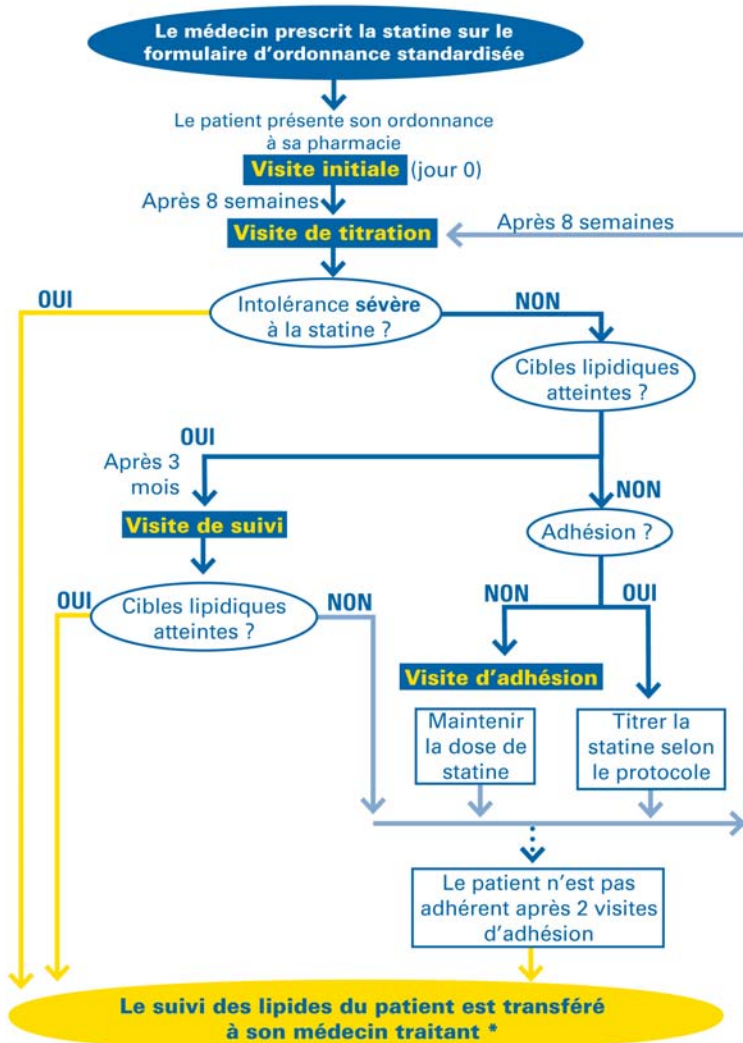 Le médecin prescrit la statine sur le
formulaire d'ordonnance standardisée
Le patient présente son ordonnance
à sa pharmacie
Visite initiale (jour 0)
Après 8 semaines
Visite de titration
Après 8 semaines
OUI
Intolérance sévère
à la statine ?
NON
Cibles lipidiques
atteintes ?
OUI
Après 3
mois
NON
Visite de suivi
Adhésion ?
OUI
Cibles lipidiques
atteintes ?
NON
NON
OUI
Visite d'adhésion
Maintenir
la dose de
statine
Titrer la
statine selon
le protocole
Le patient n'est pas
adhérent après 2 visites
d'adhésion
Le suivi des lipides du patient est transféré
à son médecin traitant *